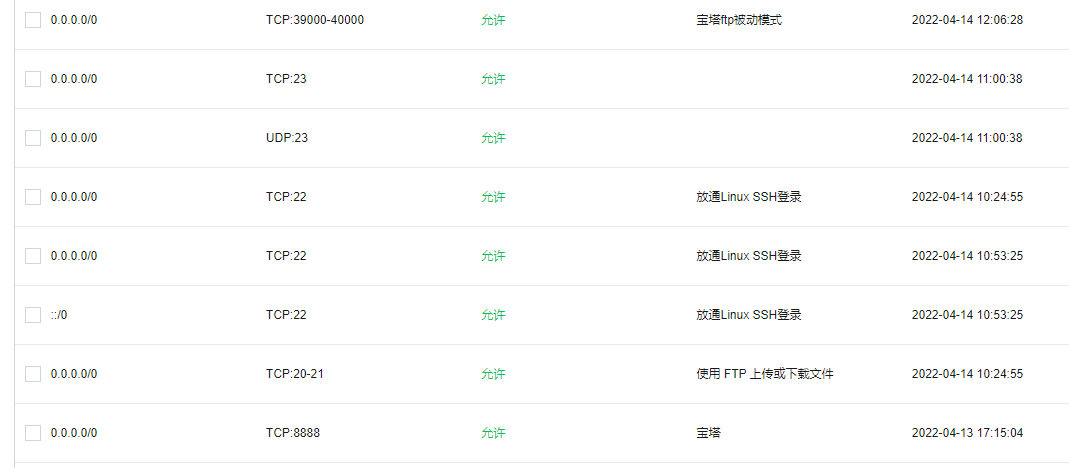 0.0.0.0/0 TCP:39000-40000 允许 宝塔ftp被动模式 2022-04-14 12:06:28
0.0.0.0/0 TCP:23 允许 2022-04-14 11:00:38
0.0.0.0/0 UDP:23 允许 2022-04-14 11:00:38
0.0.0.0/0 TCP:22 允许 放通Linux SSH登录 2022-04-14 10:24:55
0.0.0.0/0 TCP:22 允许 放通Linux SSH登录 2022-04-14 10:53:25
::/0 TCP:22 允许 放通Linux SSH登录 2022-04-14 10:53:25
0.0.0.0/0 TCP:20-21 允许 使用 FTP 上传或下载文件 2022-04-14 10:24:55
0.0.0.0/0 TCP:8888 允许 宝塔 2022-04-13 17:15:04